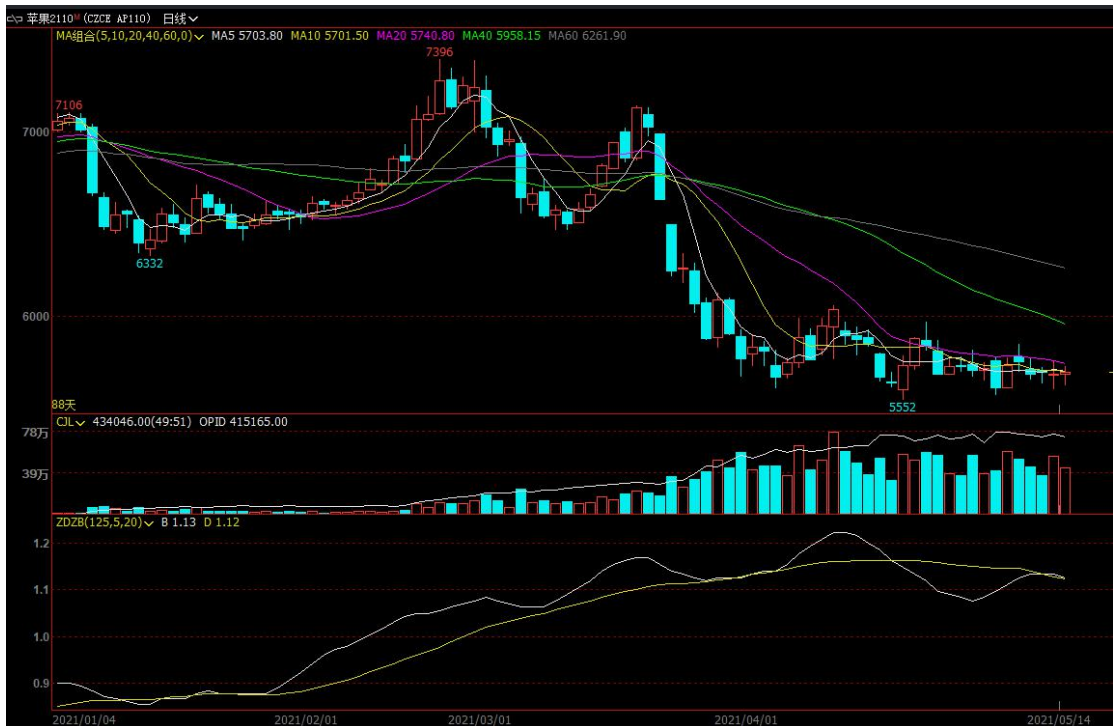 苹果2110M (CZCE AP110) 日线
MA组合(5,10,20,40,60,0) MA5 5703.80 MA10 5701.50 MA20 5740.80 MA40 5958.15 MA60 6261.90
7396
7106
7000
6332
6000
5552
88天
CJL 434046.00(49:51) OPID 415165.00
78万
39万
ZDZB(125,5,20) B 1.13 D 1.12
1.2
1.1
1.0
0.9
2021/01/04 2021/02/01 2021/03/01 2021/04/01 2021/05/14